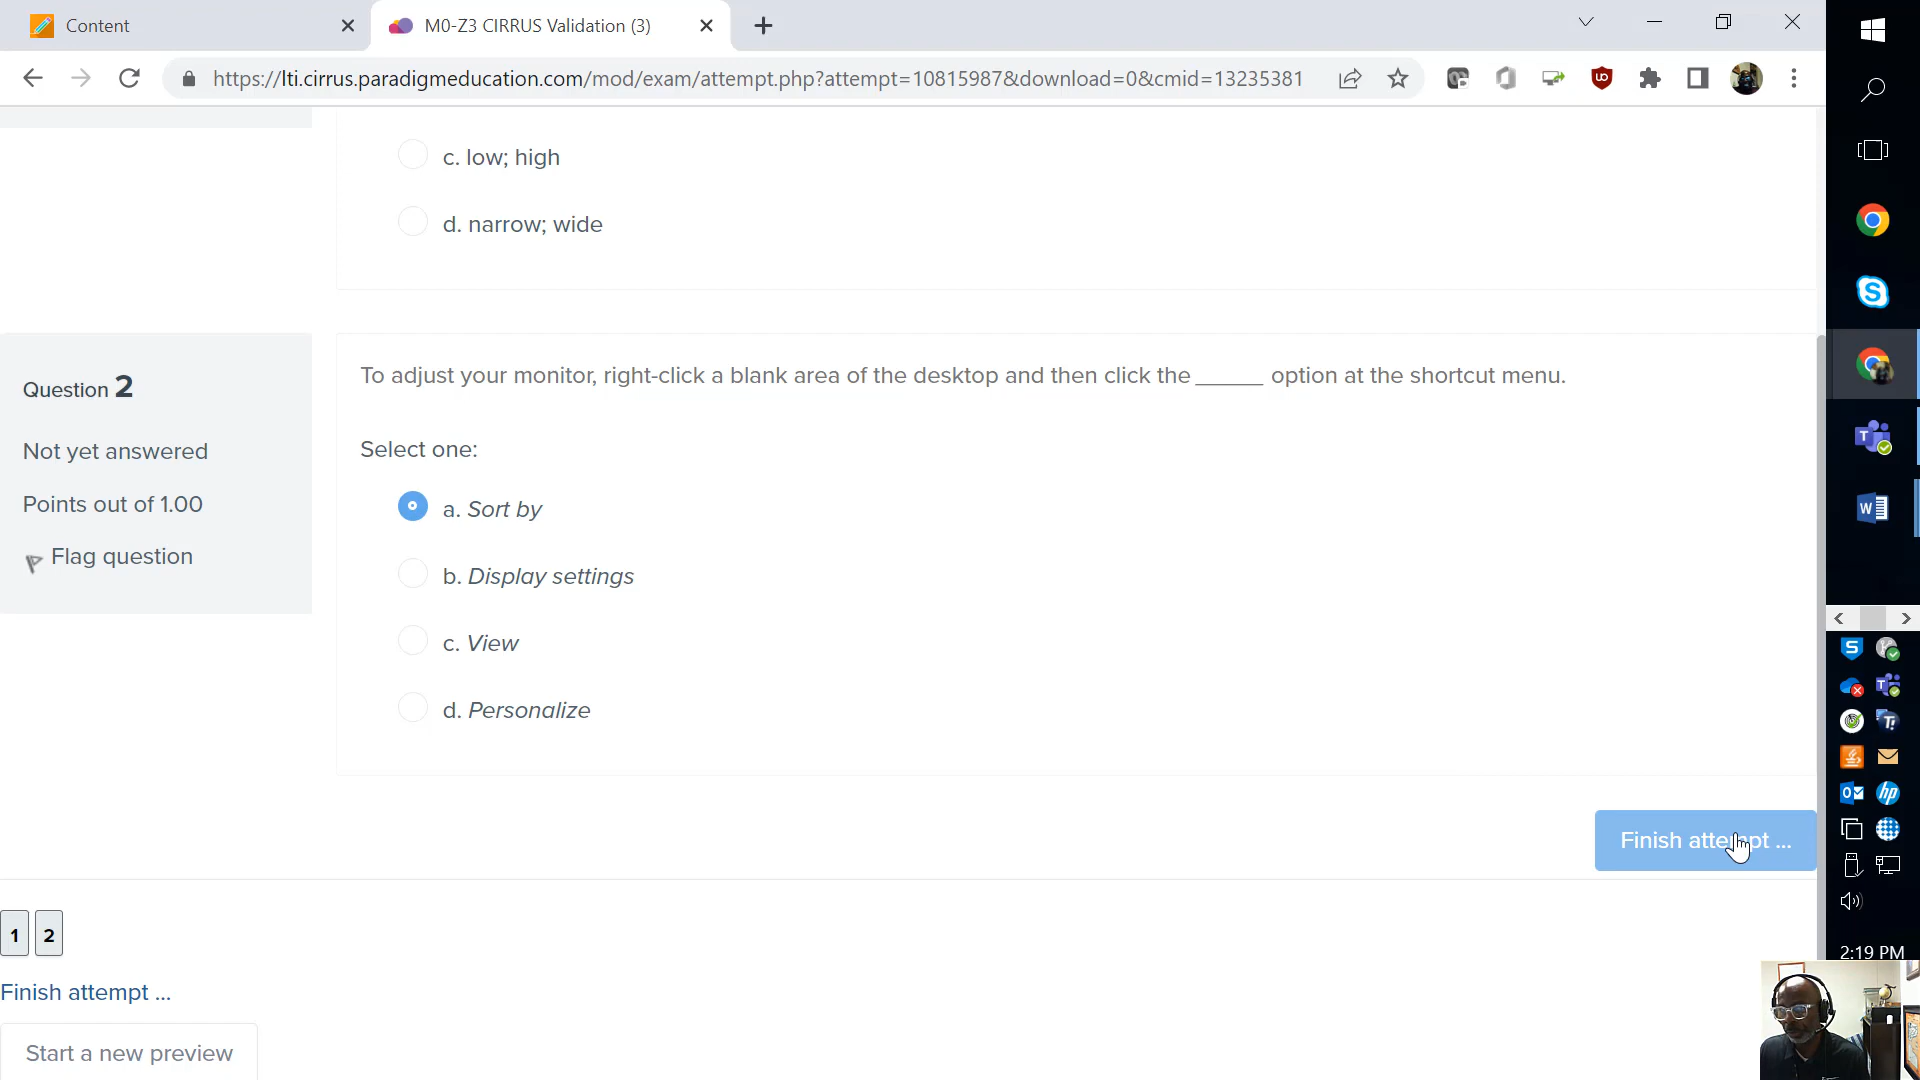 Content
M0-Z3 CIRRUS Validation (3)
https://lti.cirrus.paradigmeducation.com/mod/exam/attempt.php?attempt=10815987&download=0&cmid=13235381
c. low; high
d. narrow; wide
Question 2
Not yet answered
Points out of 1.00
Flag question
To adjust your monitor, right-click a blank area of the desktop and then click the _____ option at the shortcut menu.
Select one:
a. Sort by
b. Display settings
c. View
d. Personalize
Finish attempt ...
1 2
Finish attempt ...
Start a new preview
2:19 PM